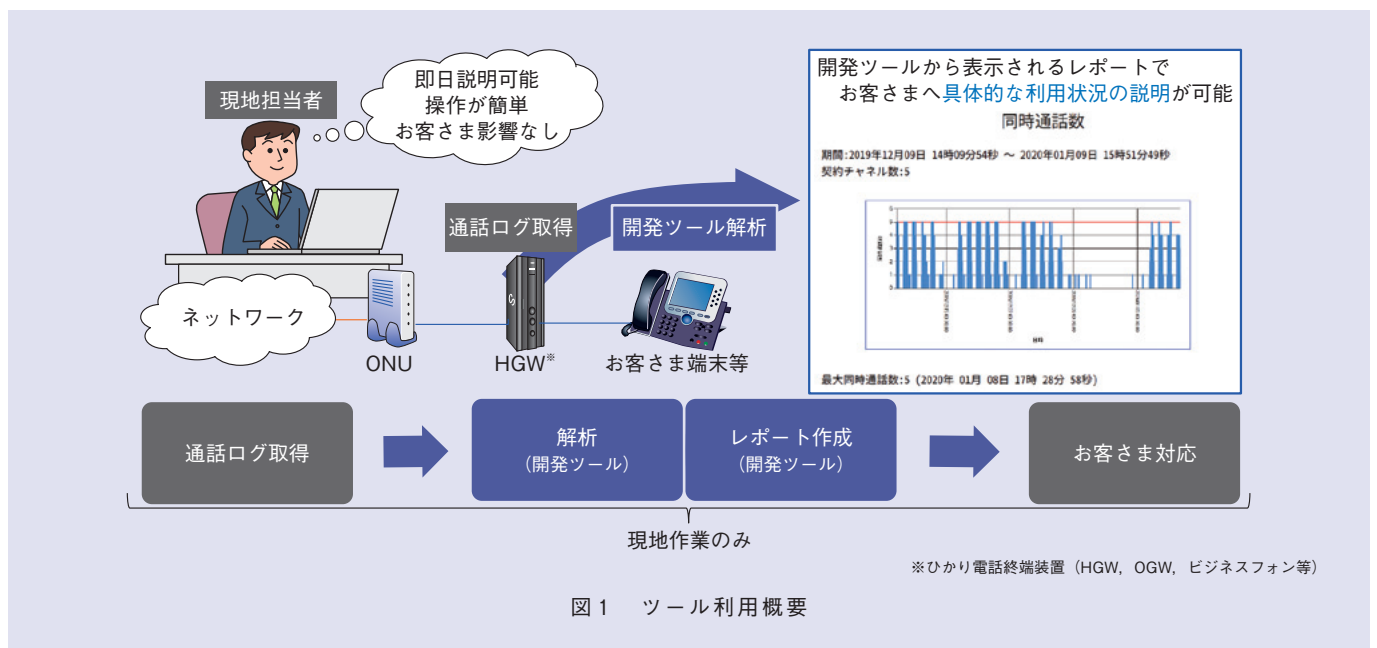 現地担当者
即日説明可能
操作が簡単
お客さま影響なし
通話ログ取得
開発ツール解析
ネットワーク
ONU
HGW※
お客さま端末等
開発ツールから表示されるレポートで
お客さまへ具体的な利用状況の説明が可能
同時通話数
期間:2019年12月09日 14時09分54秒 ～ 2020年01月09日 15時51分49秒
契約チャネル数:5
日時
最大同時通話数:5 (2020年 01月 08日 17時 28分 58秒)
通話ログ取得
解析
（開発ツール）
レポート作成
（開発ツール）
お客さま対応
現地作業のみ
※ひかり電話終端装置（HGW，OGW，ビジネスフォン等）
図1　ツール利用概要